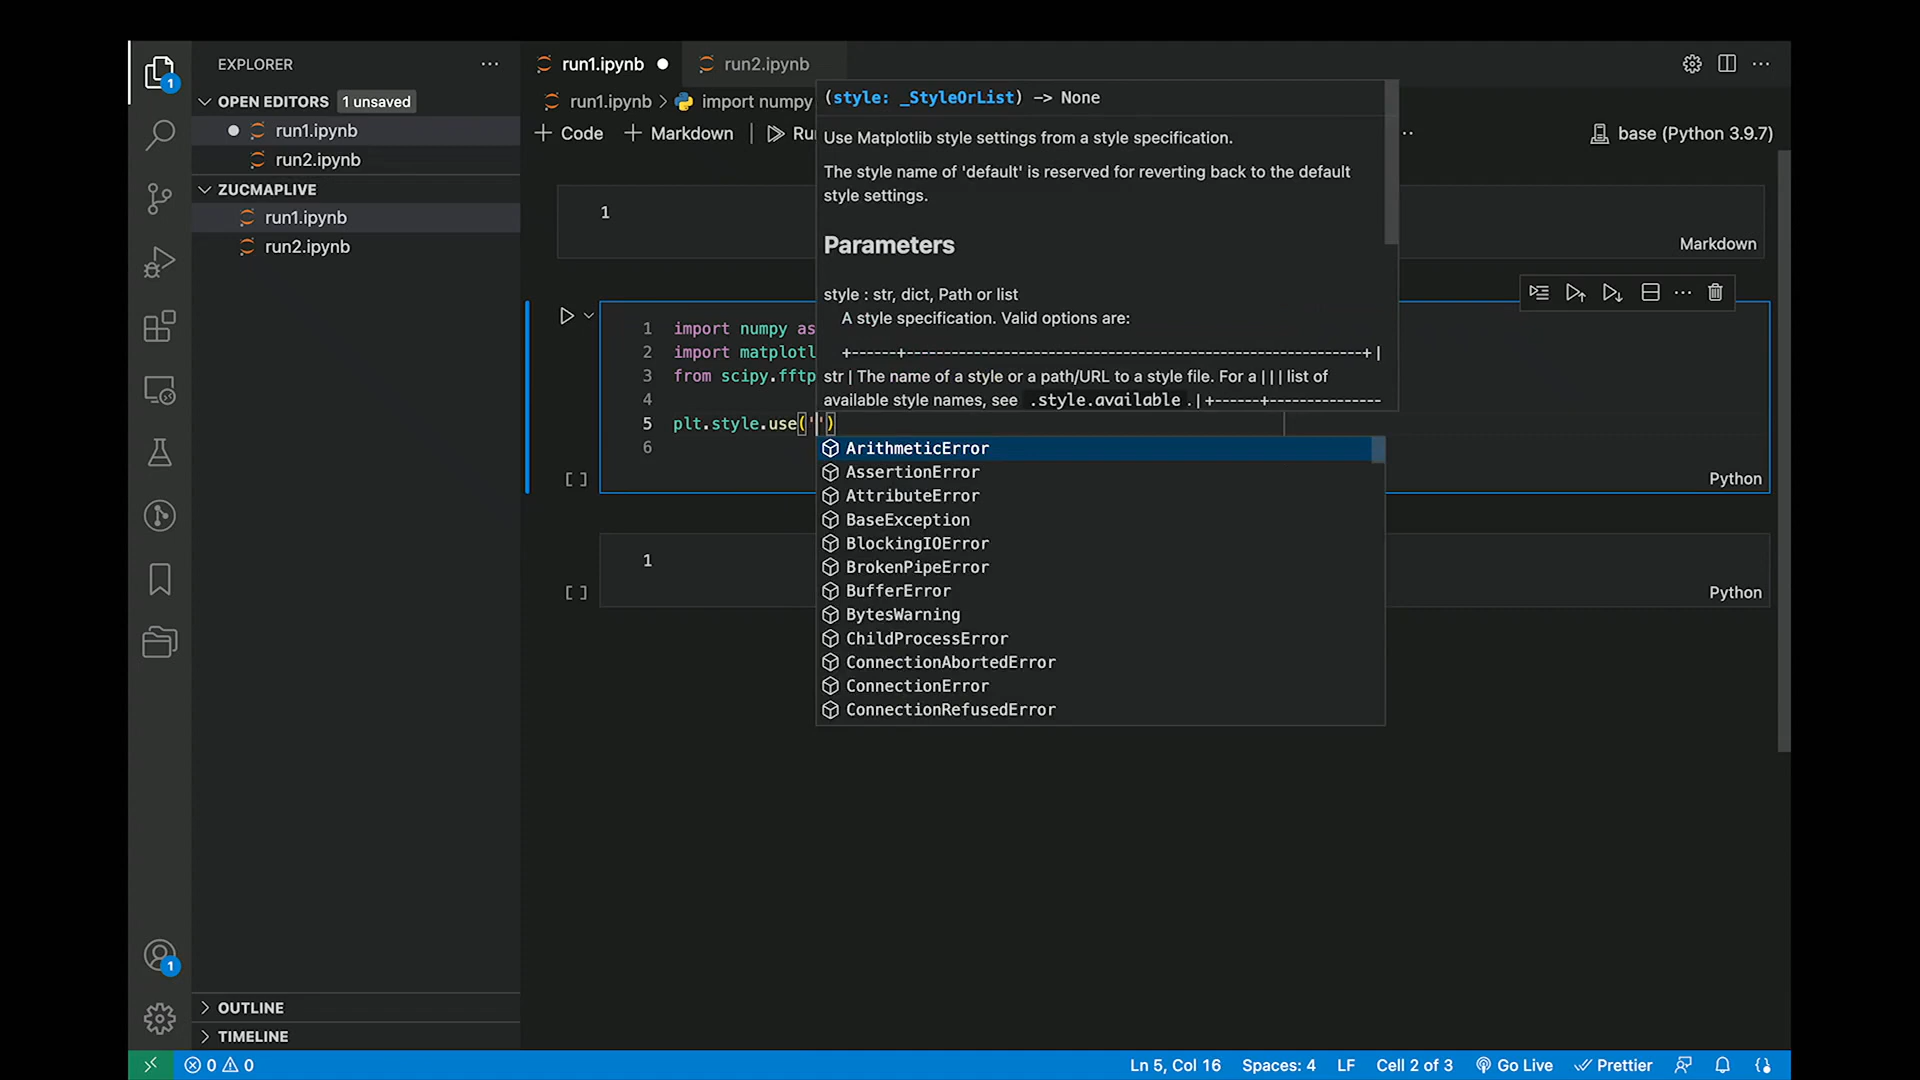 EXPLORER
run1.ipynb
run2.ipynb
OPEN EDITORS 1 unsaved
run1.ipynb > import numpy
(style: _StyleOrList) -> None
1
run1.ipynb
+ Code + Markdown Ru
base (Python 3.9.7)
Use Matplotlib style settings from a style specification.
run2.ipynb
The style name of 'default' is reserved for reverting back to the default
style settings.
ZUCMAPLIVE
run1.ipynb
1
run2.ipynb
Parameters
Markdown
style : str, dict, Path or list
A style specification. Valid options are:
1 import numpy as
2 import matplotl
+------+-------------------------------------------------------------+ |
3 from scipy.fftp
str | The name of a style or a path/URL to a style file. For a | | | list of
4
available style names, see .style.available . | +------+---------------
5 plt.style.use('')
6
ArithmeticError
AssertionError
[ ]
Python
AttributeError
BaseException
BlockingIOError
1
BrokenPipeError
BufferError
[ ]
Python
BytesWarning
ChildProcessError
ConnectionAbortedError
ConnectionError
ConnectionRefusedError
1
OUTLINE
TIMELINE
0 0
Ln 5, Col 16 Spaces: 4 LF Cell 2 of 3 Go Live Prettier